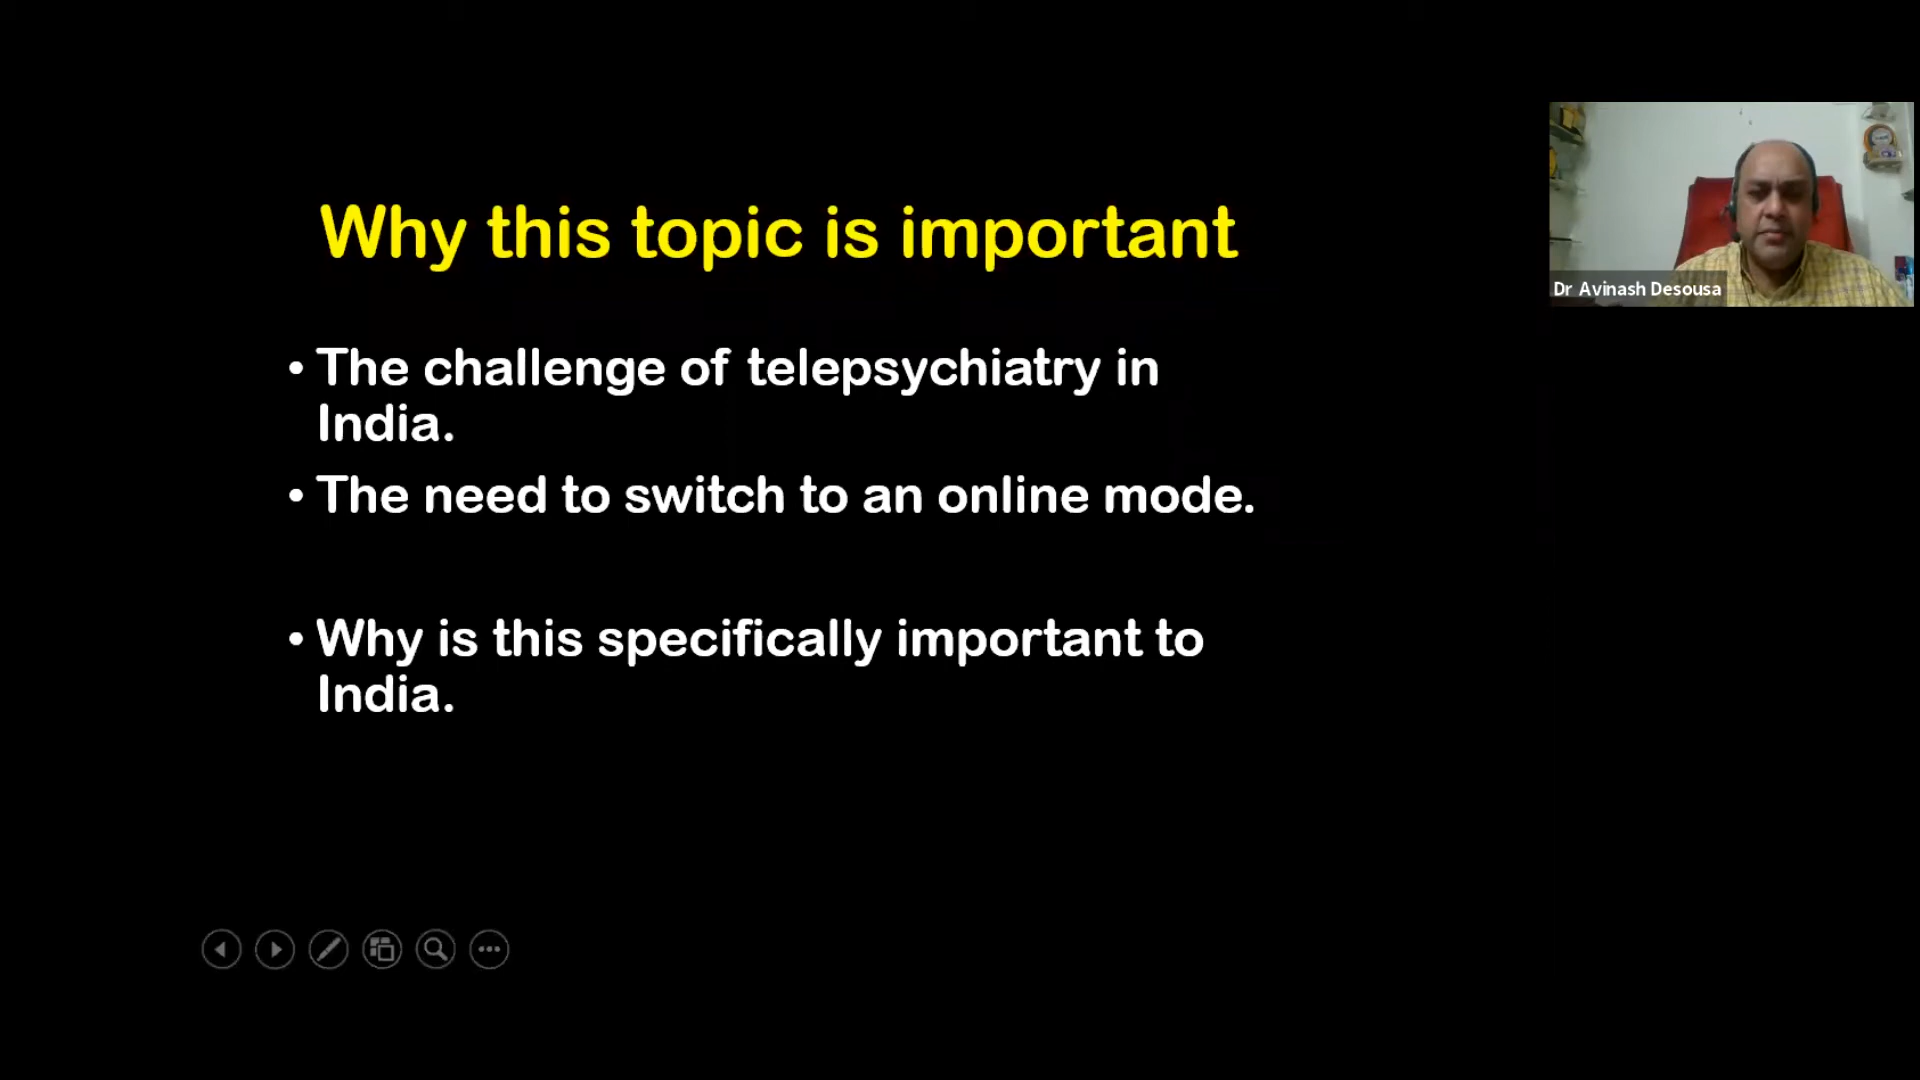 Why this topic is important
• The challenge of telepsychiatry in
India.
• The need to switch to an online mode.
• Why is this specifically important to
India.
Dr Avinash Desousa